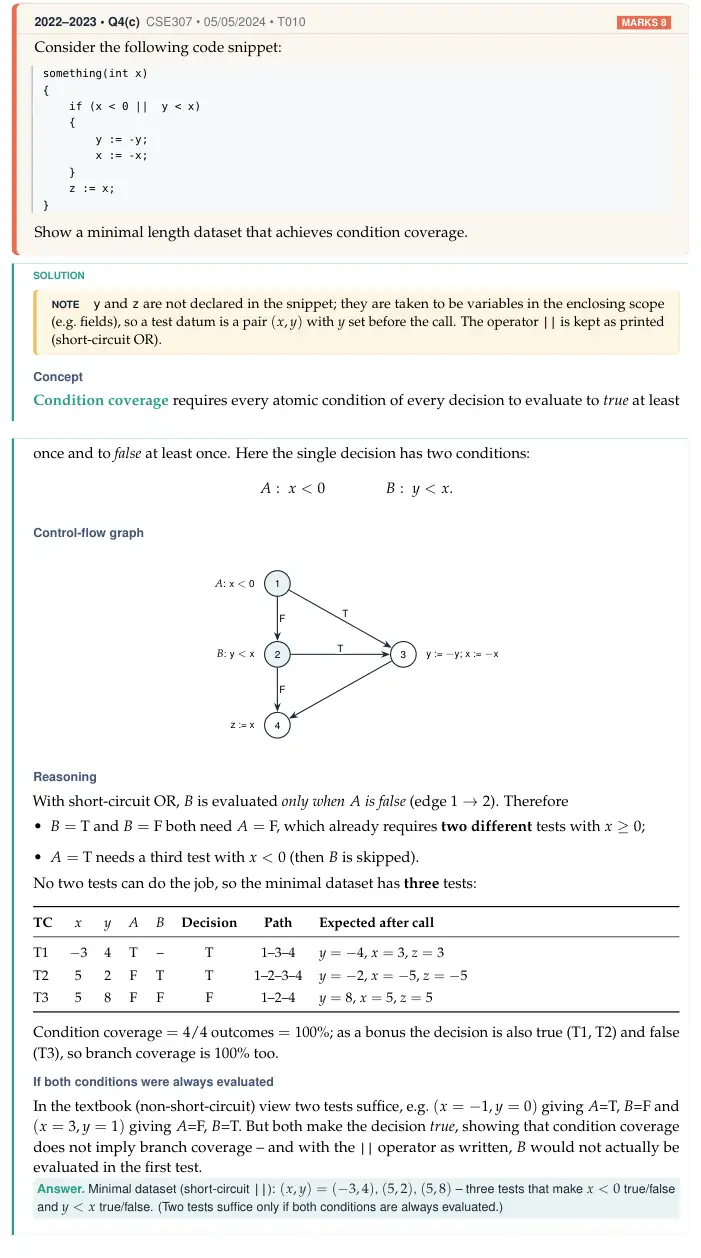 2022–2023 • Q4(c) CSE307 • 05/05/2024 • T010
MARKS 8
Consider the following code snippet:
something(int x)
{
    if (x < 0 ||  y < x)
    {
        y := -y;
        x := -x;
    }
    z := x;
}
Show a minimal length dataset that achieves condition coverage.
SOLUTION
NOTE y and z are not declared in the snippet; they are taken to be variables in the enclosing scope
(e.g. fields), so a test datum is a pair (x, y) with y set before the call. The operator || is kept as printed
(short-circuit OR).
Concept
Condition coverage requires every atomic condition of every decision to evaluate to true at least
once and to false at least once. Here the single decision has two conditions:
A : x < 0 B : y < x.
Control-flow graph
A: x < 0 1
T
F
B: y < x 2 T 3 y := −y; x := −x
F
z := x 4
Reasoning
With short-circuit OR, B is evaluated only when A is false (edge 1 → 2). Therefore
• B = T and B = F both need A = F, which already requires two different tests with x ≥ 0;
• A = T needs a third test with x < 0 (then B is skipped).
No two tests can do the job, so the minimal dataset has three tests:
TC x y A B Decision Path Expected after call
T1 −3 4 T – T 1–3–4 y = −4, x = 3, z = 3
T2 5 2 F T T 1–2–3–4 y = −2, x = −5, z = −5
T3 5 8 F F F 1–2–4 y = 8, x = 5, z = 5
Condition coverage = 4/4 outcomes = 100%; as a bonus the decision is also true (T1, T2) and false
(T3), so branch coverage is 100% too.
If both conditions were always evaluated
In the textbook (non-short-circuit) view two tests suffice, e.g. (x = −1, y = 0) giving A=T, B=F and
(x = 3, y = 1) giving A=F, B=T. But both make the decision true, showing that condition coverage
does not imply branch coverage – and with the || operator as written, B would not actually be
evaluated in the first test.
Answer. Minimal dataset (short-circuit ||): (x, y) = (−3, 4), (5, 2), (5, 8) – three tests that make x < 0 true/false
and y < x true/false. (Two tests suffice only if both conditions are always evaluated.)